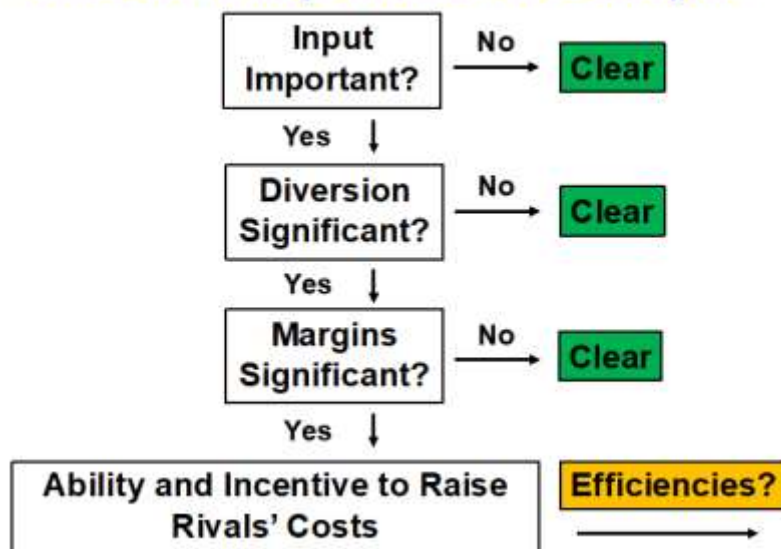 Input
Important?
No
Clear
Yes
Diversion
Significant?
No
Clear
Yes
Margins
Significant?
No
Clear
Yes
Ability and Incentive to Raise
Rivals' Costs
Efficiencies?